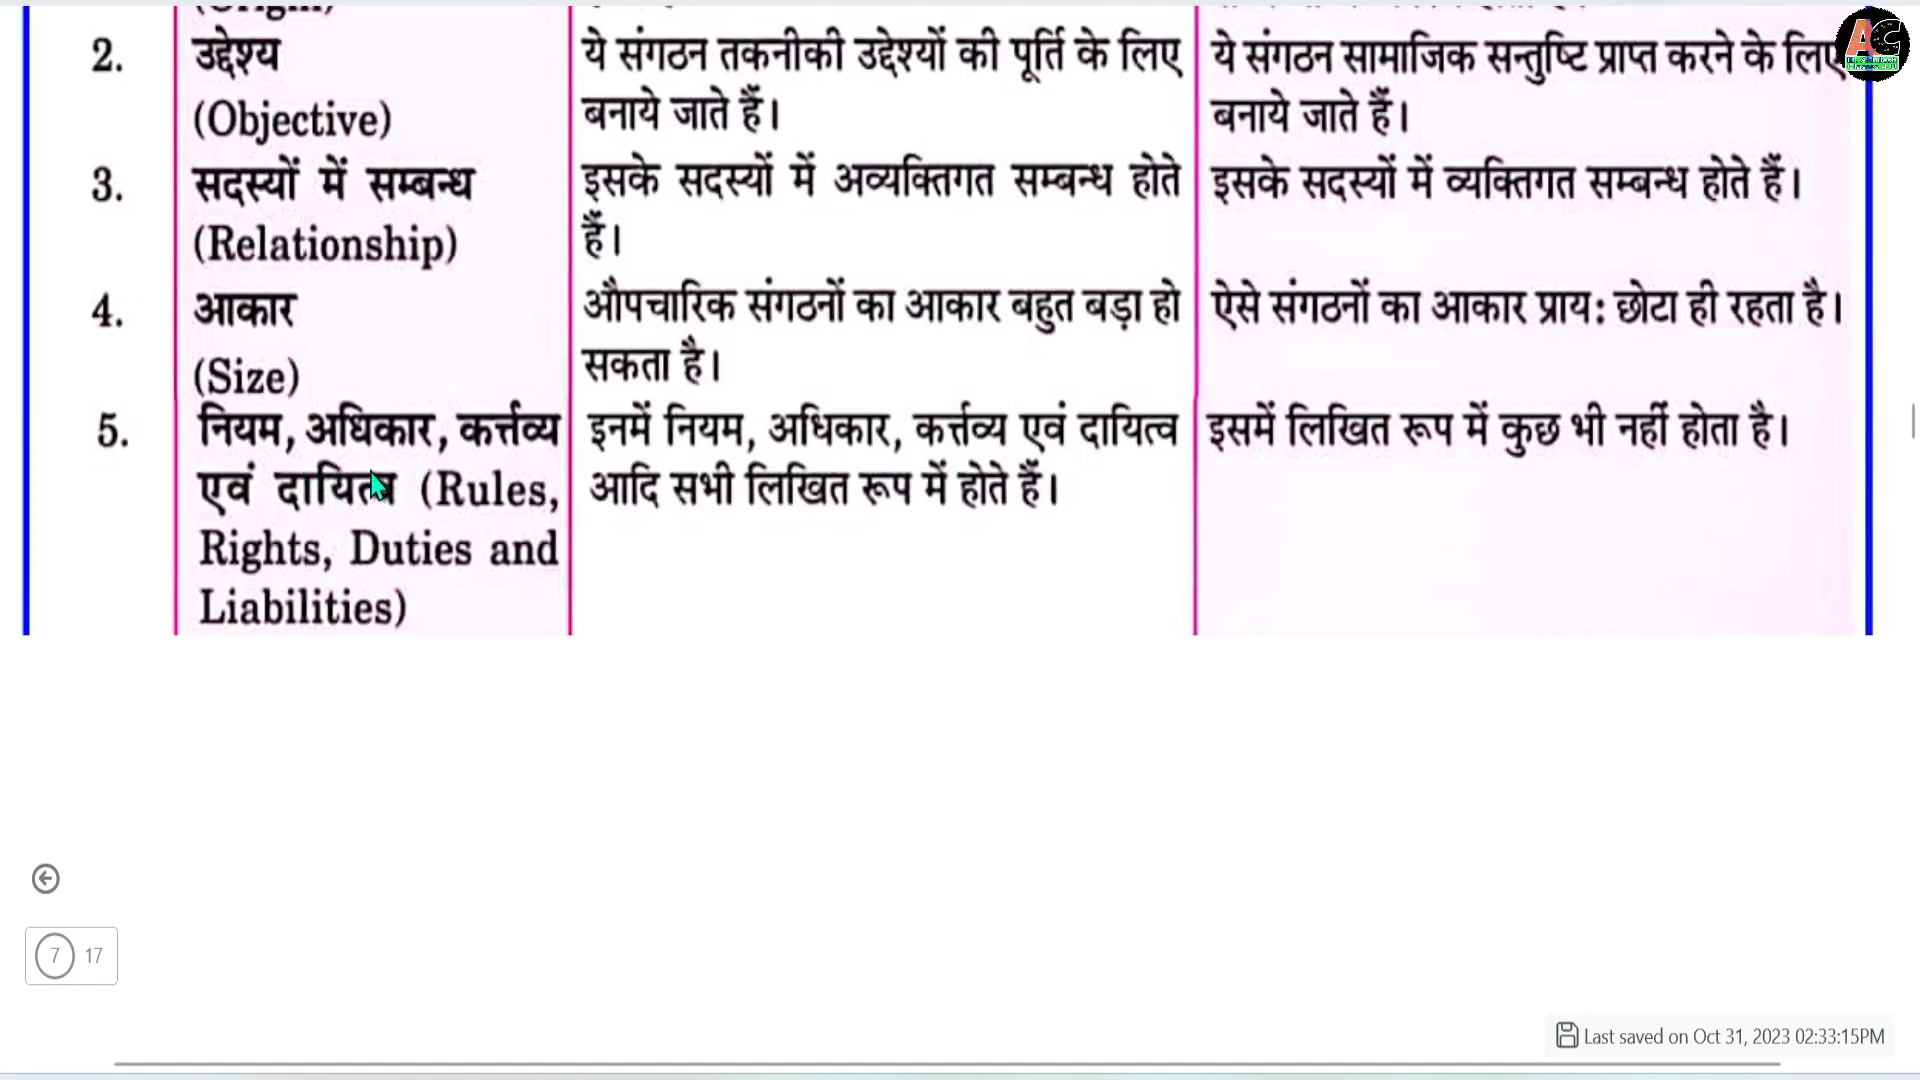 (Origin)
2. उद्देश्य ये संगठन तकनीकी उद्देश्यों की पूर्ति के लिए ये संगठन सामाजिक सन्तुष्टि प्राप्त करने के लिए
(Objective) बनाये जाते हैं। बनाये जाते हैं।
3. सदस्यों में सम्बन्ध इसके सदस्यों में अव्यक्तिगत सम्बन्ध होते इसके सदस्यों में व्यक्तिगत सम्बन्ध होते हैं।
(Relationship) हैं।
4. आकार औपचारिक संगठनों का आकार बहुत बड़ा हो ऐसे संगठनों का आकार प्राय: छोटा ही रहता है।
(Size) सकता है।
5. नियम, अधिकार, कर्त्तव्य इनमें नियम, अधिकार, कर्त्तव्य एवं दायित्व इसमें लिखित रूप में कुछ भी नहीं होता है।
एवं दायित्व (Rules, आदि सभी लिखित रूप में होते हैं।
Rights, Duties and
Liabilities)
AC
7 17
Last saved on Oct 31, 2023 02:33:15PM